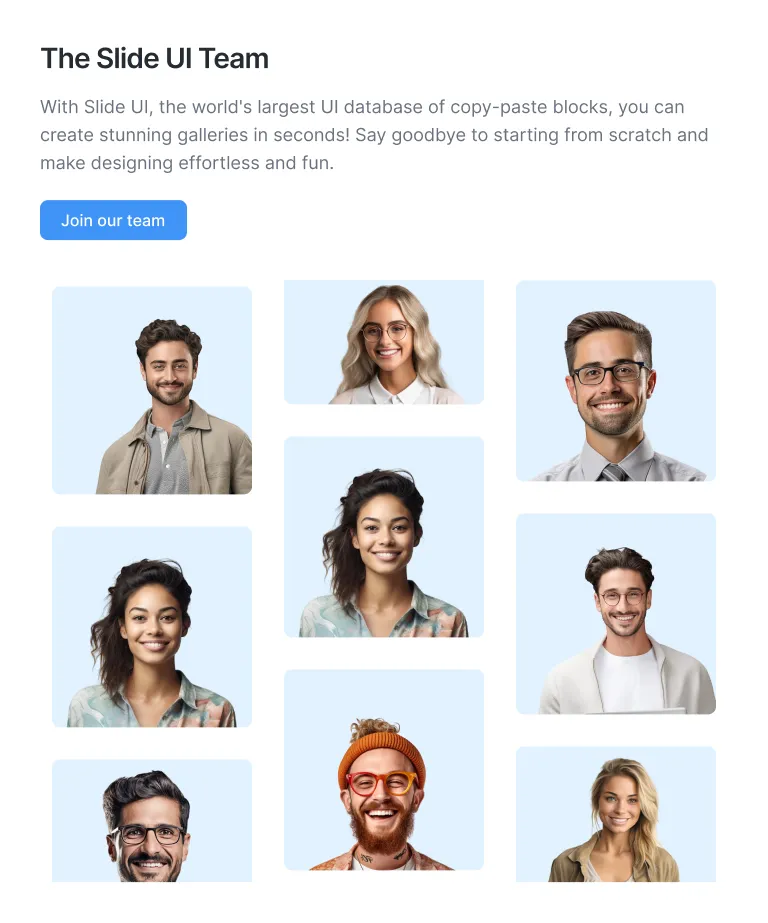 The Slide UI Team
With Slide UI, the world's largest UI database of copy-paste blocks, you can
create stunning galleries in seconds! Say goodbye to starting from scratch and
make designing effortless and fun.
Join our team